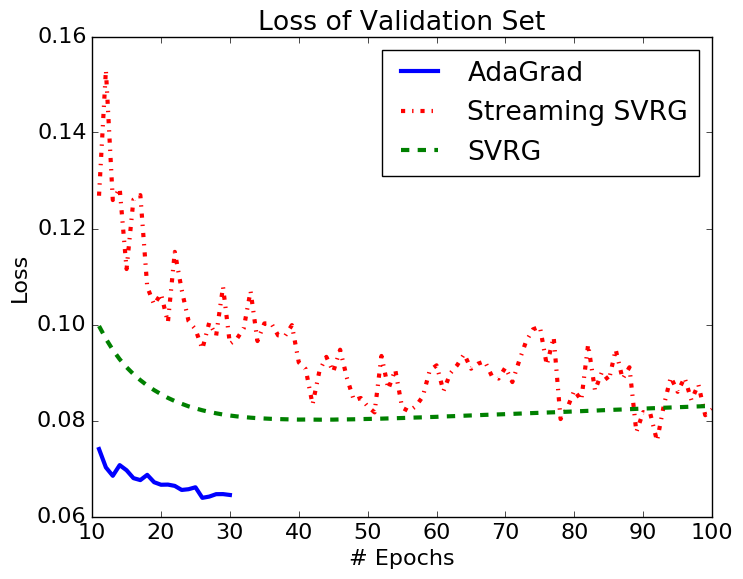 Loss of Validation Set
0.16
0.14
0.12
0.10
0.08
0.06
Loss
AdaGrad
Streaming SVRG
SVRG
10 20 30 40 50 60 70 80 90 100
# Epochs